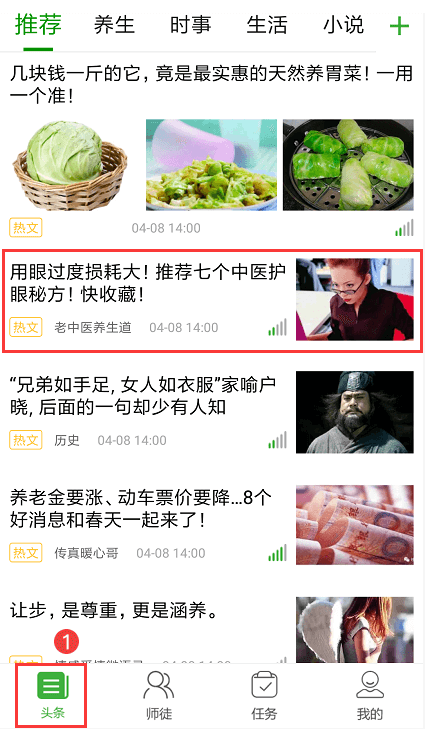 推荐 养生 时事 生活 小说 +
几块钱一斤的它，竟是最实惠的天然养胃菜！一用
一个准！
热文 04-08 14:00
用眼过度损耗大！推荐七个中医护
眼秘方！快收藏！
热文 老中医养生道 04-08 14:00
“兄弟如手足，女人如衣服”家喻户
晓，后面的一句却少有人知
热文 历史 04-08 14:00
养老金要涨、动车票价要降...8个
好消息和春天一起来了！
热文 传真暖心哥 04-08 14:00
让步，是尊重，更是涵养。
1
头条 师徒 任务 我的